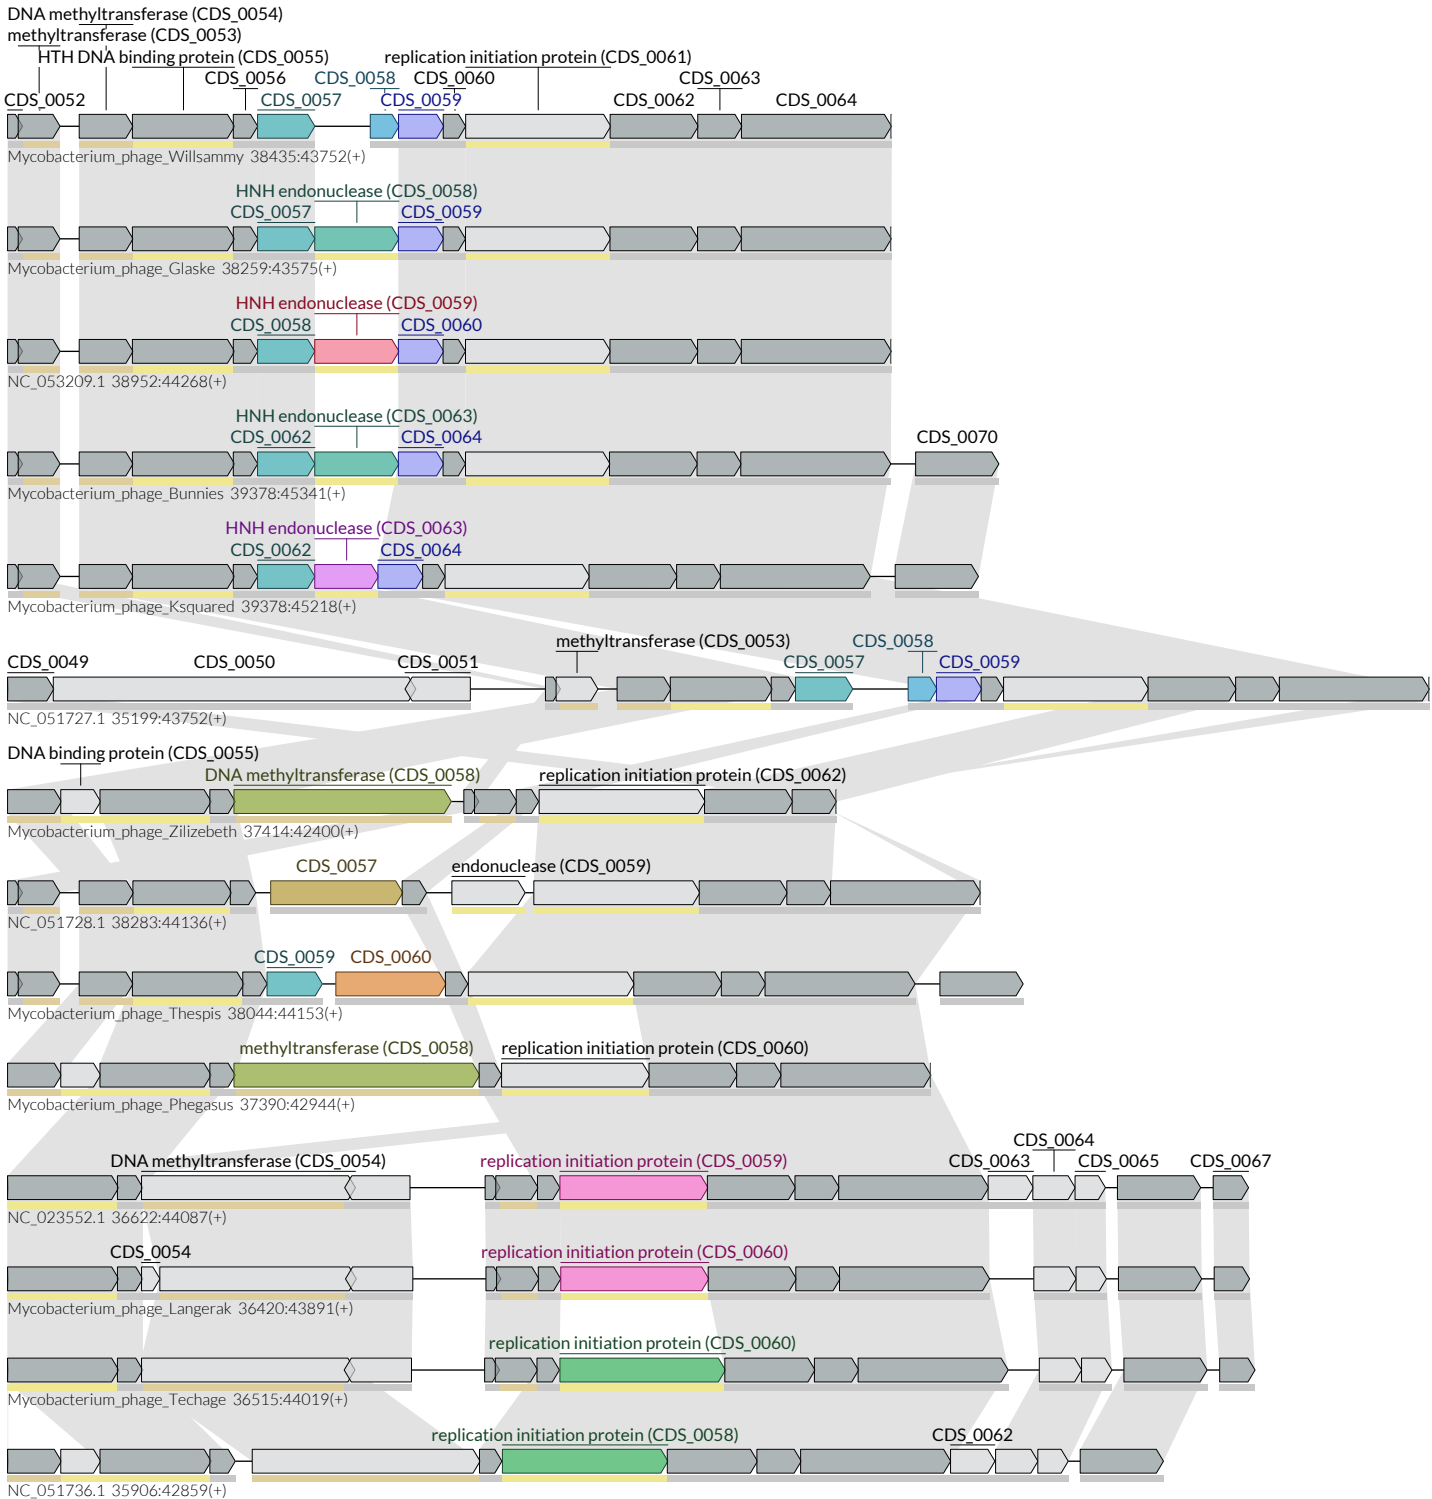 DNA methyltransferase (CDS_0054)
methyltransferase (CDS_0053)
HTH DNA binding protein (CDS_0055) replication initiation protein (CDS_0061)
CDS_0056 CDS_0058 CDS_0060 CDS_0063
CDS_0052 CDS_0057 CDS_0059 CDS_0062 CDS_0064
Mycobacterium_phage_Willsammy 38435:43752(+)
HNH endonuclease (CDS_0058)
CDS_0057 CDS_0059
Mycobacterium_phage_Glaske 38259:43575(+)
HNH endonuclease (CDS_0059)
CDS_0058 CDS_0060
NC_053209.1 38952:44268(+)
HNH endonuclease (CDS_0063)
CDS_0062 CDS_0064 CDS_0070
Mycobacterium_phage_Bunnies 39378:45341(+)
HNH endonuclease (CDS_0063)
CDS_0062 CDS_0064
Mycobacterium_phage_Ksquared 39378:45218(+)
methyltransferase (CDS_0053) CDS_0058
CDS_0049 CDS_0050 CDS_0051 CDS_0057 CDS_0059
NC_051727.1 35199:43752(+)
DNA binding protein (CDS_0055)
DNA methyltransferase (CDS_0058) replication initiation protein (CDS_0062)
Mycobacterium_phage_Zilizebeth 37414:42400(+)
CDS_0057 endonuclease (CDS_0059)
NC_051728.1 38283:44136(+)
CDS_0059 CDS_0060
Mycobacterium_phage_Thespis 38044:44153(+)
methyltransferase (CDS_0058) replication initiation protein (CDS_0060)
Mycobacterium_phage_Phegasus 37390:42944(+)
CDS_0064
DNA methyltransferase (CDS_0054) replication initiation protein (CDS_0059) CDS_0063 CDS_0065 CDS_0067
NC_023552.1 36622:44087(+)
CDS_0054 replication initiation protein (CDS_0060)
Mycobacterium_phage_Langerak 36420:43891(+)
replication initiation protein (CDS_0060)
Mycobacterium_phage_Techage 36515:44019(+)
replication initiation protein (CDS_0058) CDS_0062
NC_051736.1 35906:42859(+)